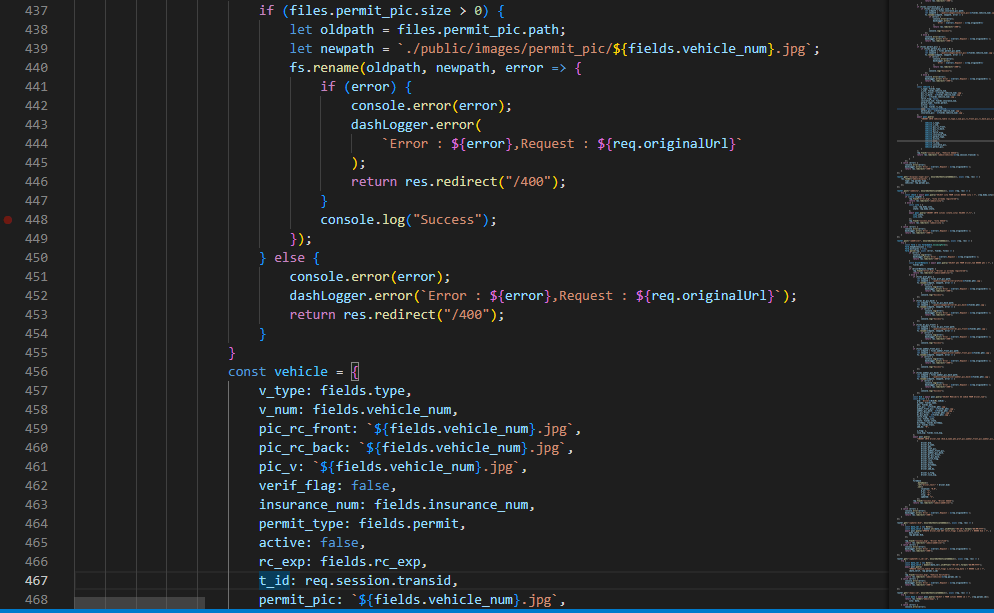 437 if (files.permit_pic.size > 0) {
438 let oldpath = files.permit_pic.path;
439 let newpath = `./public/images/permit_pic/${fields.vehicle_num}.jpg`;
440 fs.rename(oldpath, newpath, error => {
441 if (error) {
442 console.error(error);
443 dashLogger.error(
444 `Error : ${error},Request : ${req.originalUrl}`
445 );
446 return res.redirect("/400");
447 }
448 console.log("Success");
449 });
450 } else {
451 console.error(error);
452 dashLogger.error(`Error : ${error},Request : ${req.originalUrl}`);
453 return res.redirect("/400");
454 }
455 }
456 const vehicle = {
457 v_type: fields.type,
458 v_num: fields.vehicle_num,
459 pic_rc_front: `${fields.vehicle_num}.jpg`,
460 pic_rc_back: `${fields.vehicle_num}.jpg`,
461 pic_v: `${fields.vehicle_num}.jpg`,
462 verif_flag: false,
463 insurance_num: fields.insurance_num,
464 permit_type: fields.permit,
465 active: false,
466 rc_exp: fields.rc_exp,
467 t_id: req.session.transid,
468 permit_pic: `${fields.vehicle_num}.jpg`,